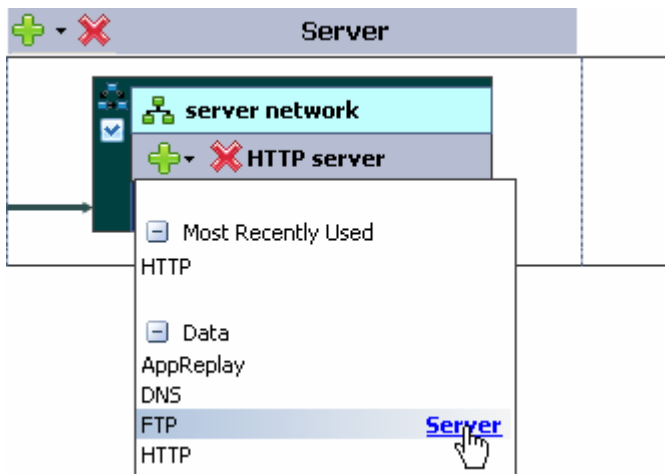 Server
server network
HTTP server
Most Recently Used
HTTP
Data
AppReplay
DNS
FTP Server
HTTP